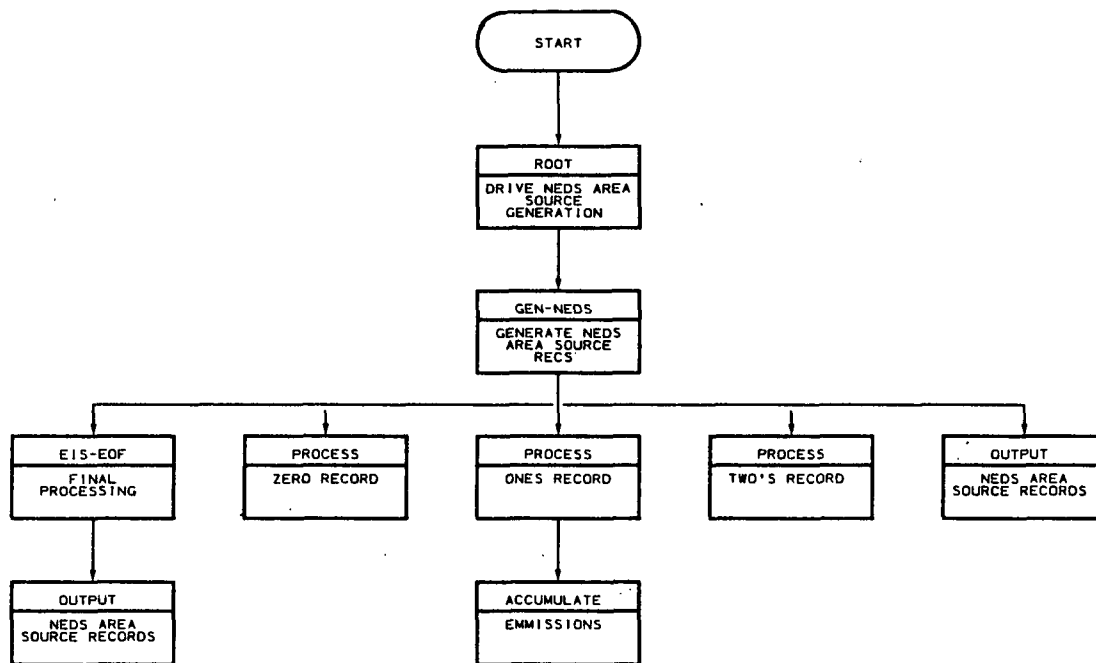 START
ROOT
DRIVE NEDS AREA
SOURCE
GENERATION
GEN-NEDS
GENERATE NEDS
AREA SOURCE
RECS
EIS-EOF
FINAL
PROCESSING
PROCESS
ZERO RECORD
PROCESS
ONES RECORD
PROCESS
TWO'S RECORD
OUTPUT
NEDS AREA
SOURCE RECORDS
OUTPUT
NEDS AREA
SOURCE RECORDS
ACCUMULATE
EMMISSIONS